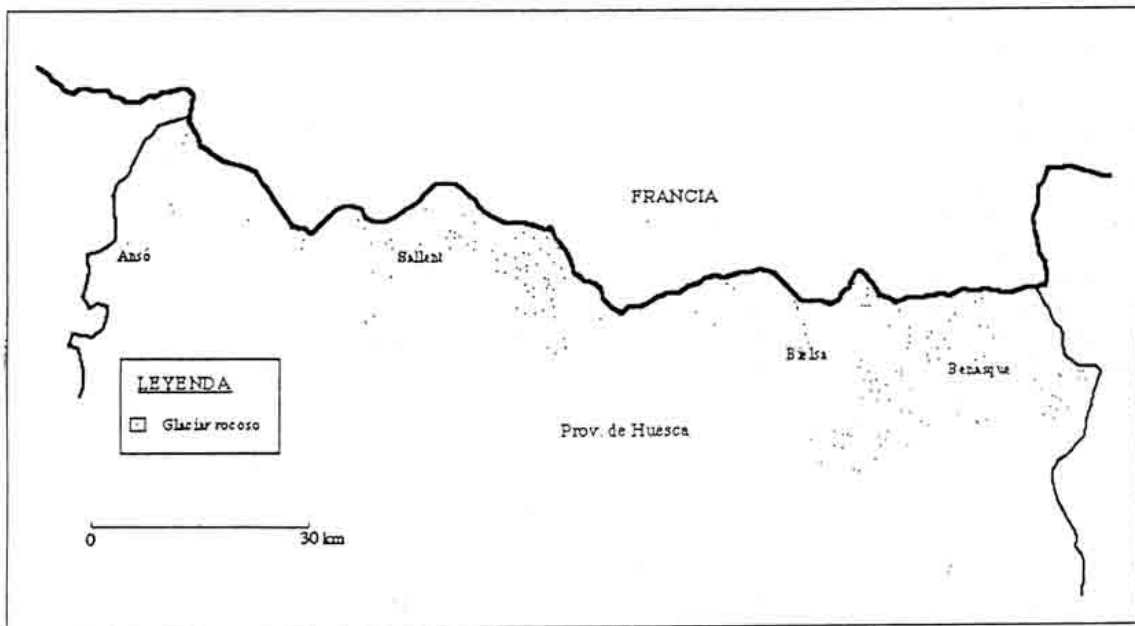 FRANCIA
Ansó
Sallent
Bielsa
Benasque
LEYENDA
Glaciar rocoso
Prov. de Huesca
0 30 km